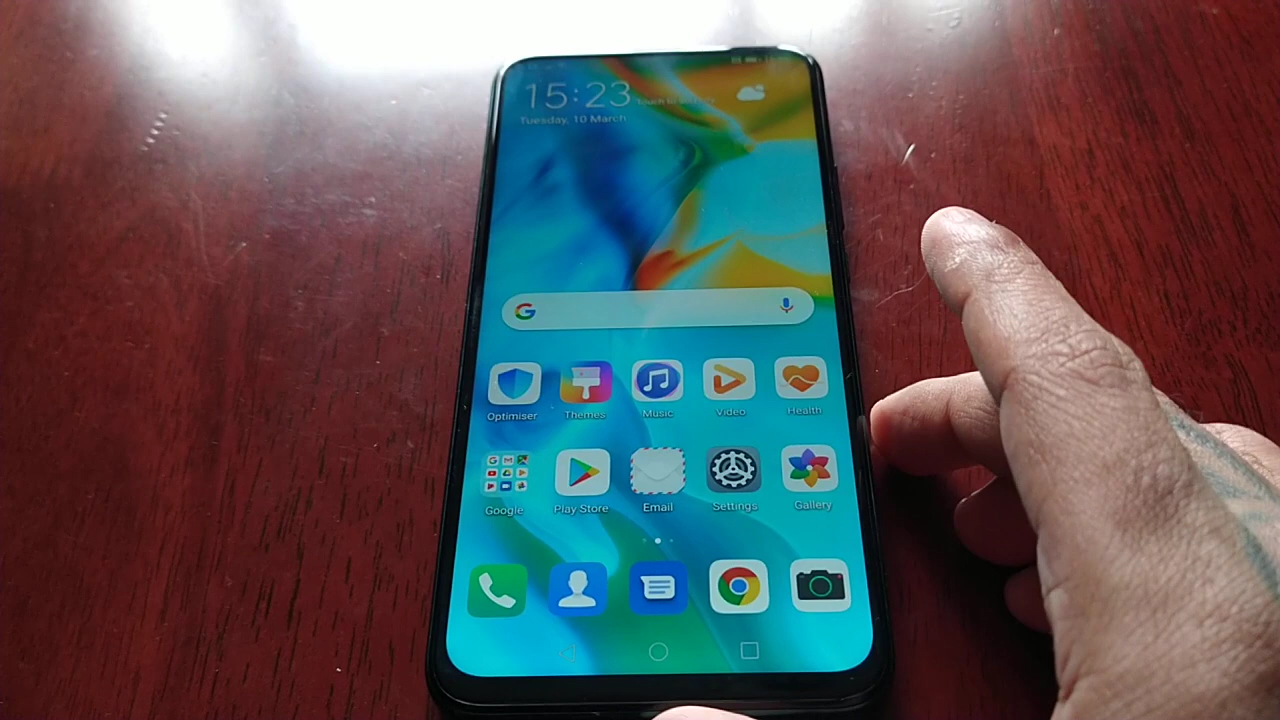 15:23
Tuesday, 10 March
G
Optimiser Themes Music Video Health
Google Play Store Email Settings Gallery